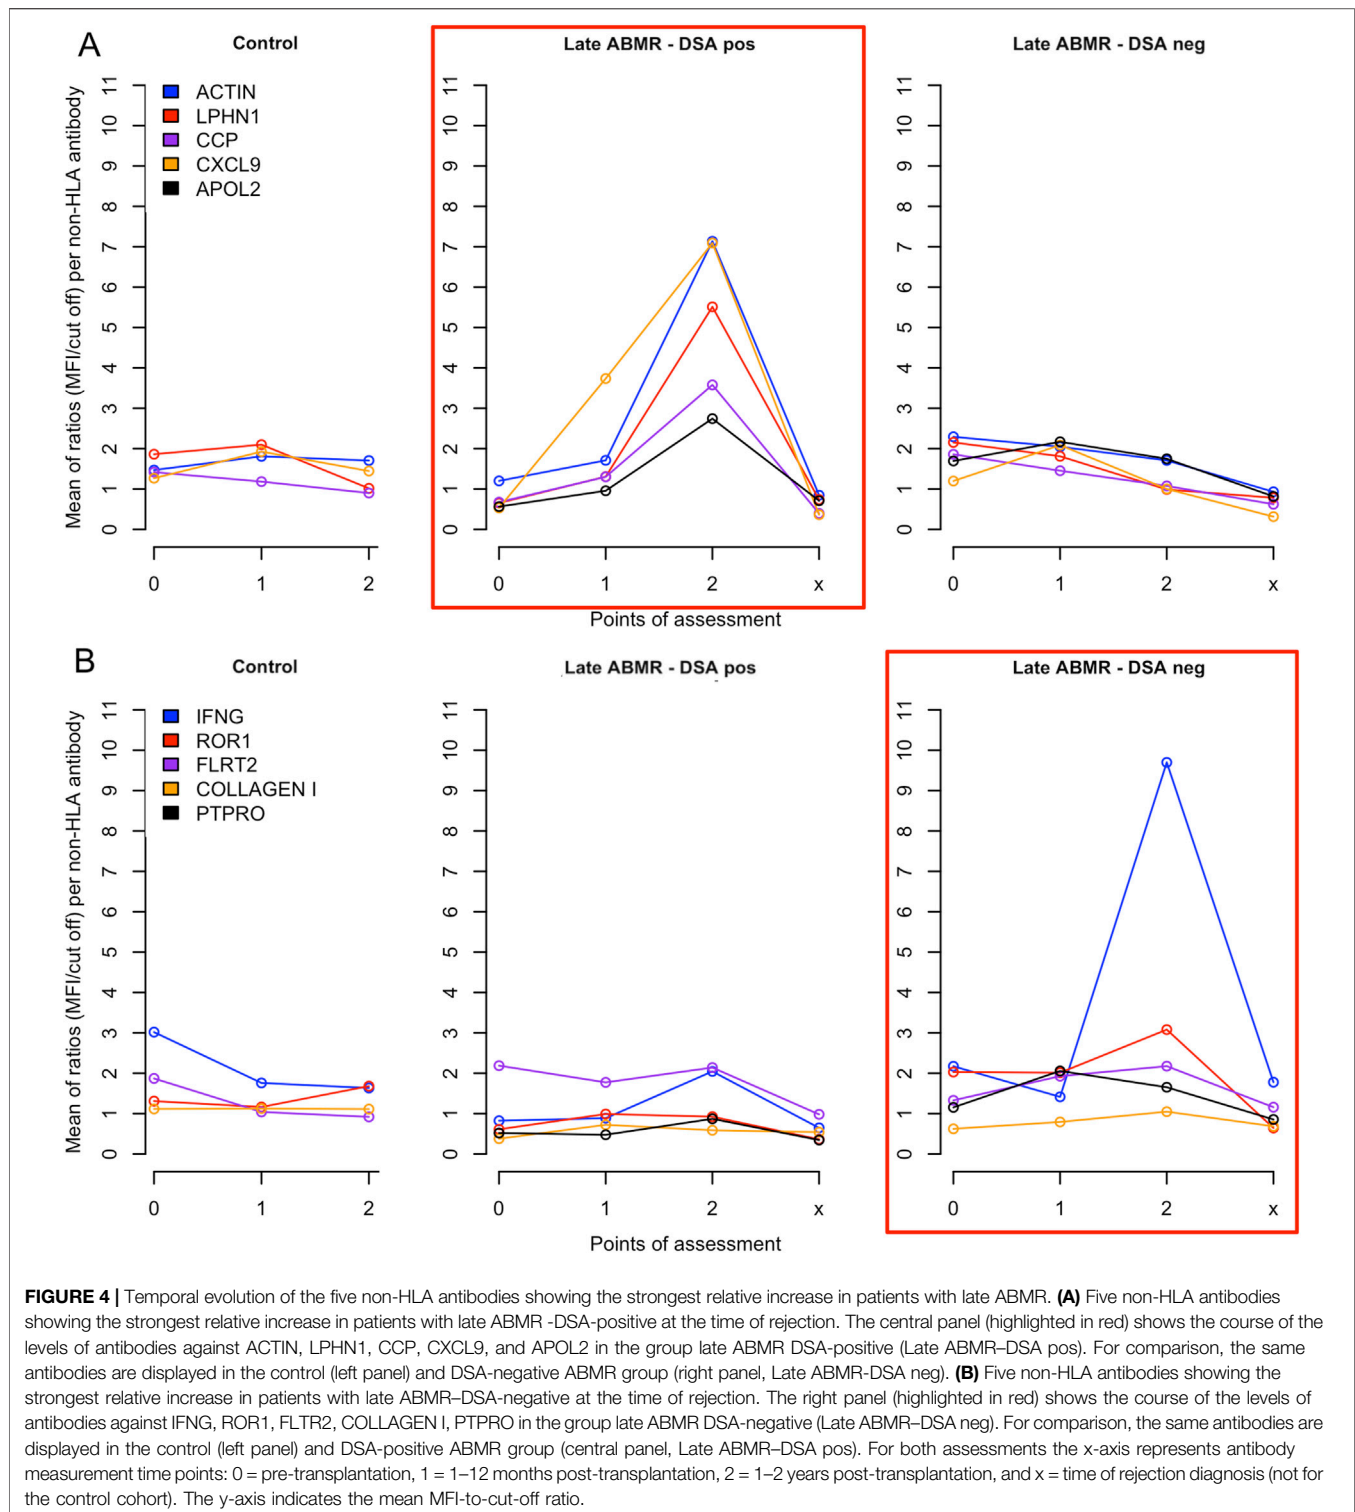 A
Control
Late ABMR - DSA pos
Late ABMR - DSA neg
Mean of ratios (MFI/cut off) per non-HLA antibody
0 1 2 3 4 5 6 7 8 9 10 11
ACTIN
LPHN1
CCP
CXCL9
APOL2
0 1 2
0 1 2 3 4 5 6 7 8 9 10 11
0 1 2 x
0 1 2 3 4 5 6 7 8 9 10 11
0 1 2 x
Points of assessment
B
Control
Late ABMR - DSA pos
Late ABMR - DSA neg
Mean of ratios (MFI/cut off) per non-HLA antibody
0 1 2 3 4 5 6 7 8 9 10 11
IFNG
ROR1
FLRT2
COLLAGEN I
PTPRO
0 1 2
0 1 2 3 4 5 6 7 8 9 10 11
0 1 2 x
0 1 2 3 4 5 6 7 8 9 10 11
0 1 2 x
Points of assessment
FIGURE 4 | Temporal evolution of the five non-HLA antibodies showing the strongest relative increase in patients with late ABMR. (A) Five non-HLA antibodies
showing the strongest relative increase in patients with late ABMR -DSA-positive at the time of rejection. The central panel (highlighted in red) shows the course of the
levels of antibodies against ACTIN, LPHN1, CCP, CXCL9, and APOL2 in the group late ABMR DSA-positive (Late ABMR–DSA pos). For comparison, the same
antibodies are displayed in the control (left panel) and DSA-negative ABMR group (right panel, Late ABMR-DSA neg). (B) Five non-HLA antibodies showing the
strongest relative increase in patients with late ABMR–DSA-negative at the time of rejection. The right panel (highlighted in red) shows the course of the levels of
antibodies against IFNG, ROR1, FLTR2, COLLAGEN I, PTPRO in the group late ABMR DSA-negative (Late ABMR–DSA neg). For comparison, the same antibodies are
displayed in the control (left panel) and DSA-positive ABMR group (central panel, Late ABMR–DSA pos). For both assessments the x-axis represents antibody
measurement time points: 0 = pre-transplantation, 1 = 1–12 months post-transplantation, 2 = 1–2 years post-transplantation, and x = time of rejection diagnosis (not for
the control cohort). The y-axis indicates the mean MFI-to-cut-off ratio.